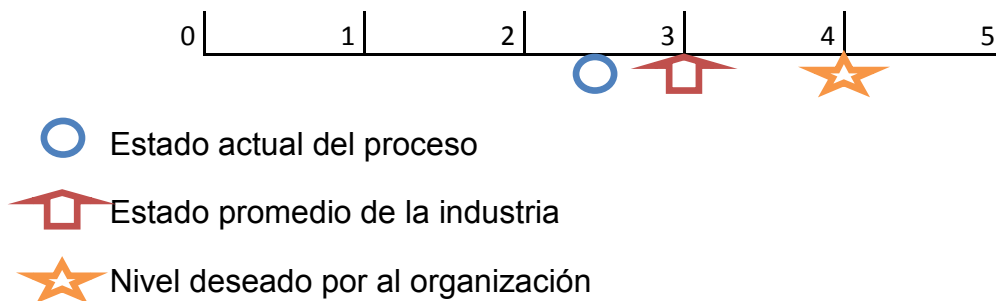 0 1 2 3 4 5
Estado actual del proceso
Estado promedio de la industria
Nivel deseado por al organización